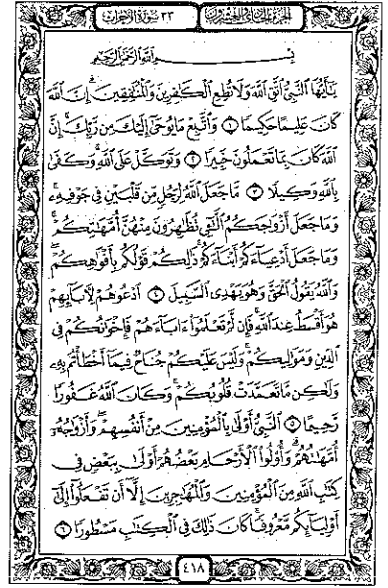 الجزء الحادي والعشرون ٣٣ سورة الأحزاب
بِسْمِ اللَّهِ الرَّحْمَٰنِ الرَّحِيمِ
يَٰٓأَيُّهَا ٱلنَّبِىُّ ٱتَّقِ ٱللَّهَ وَلَا تُطِعِ ٱلْكَٰفِرِينَ وَٱلْمُنَٰفِقِينَ إِنَّ ٱللَّهَ
كَانَ عَلِيمًا حَكِيمًا ١ وَٱتَّبِعْ مَا يُوحَىٰٓ إِلَيْكَ مِن رَّبِّكَ إِنَّ
ٱللَّهَ كَانَ بِمَا تَعْمَلُونَ خَبِيرًا ٢ وَتَوَكَّلْ عَلَى ٱللَّهِ وَكَفَىٰ
بِٱللَّهِ وَكِيلًا ٣ مَّا جَعَلَ ٱللَّهُ لِرَجُلٍ مِّن قَلْبَيْنِ فِى جَوْفِهِۦ
وَمَا جَعَلَ أَزْوَٰجَكُمُ ٱلَّٰٓـِٔى تُظَٰهِرُونَ مِنْهُنَّ أُمَّهَٰتِكُمْ
وَمَا جَعَلَ أَدْعِيَآءَكُمْ أَبْنَآءَكُمْ ذَٰلِكُمْ قَوْلُكُم بِأَفْوَٰهِكُمْ
وَٱللَّهُ يَقُولُ ٱلْحَقَّ وَهُوَ يَهْدِى ٱلسَّبِيلَ ٤ ٱدْعُوهُمْ لِءَابَآئِهِمْ
هُوَ أَقْسَطُ عِندَ ٱللَّهِ فَإِن لَّمْ تَعْلَمُوٓا۟ ءَابَآءَهُمْ فَإِخْوَٰنُكُمْ فِى
ٱلدِّينِ وَمَوَٰلِيكُمْ وَلَيْسَ عَلَيْكُمْ جُنَاحٌ فِيمَآ أَخْطَأْتُم بِهِۦ
وَلَٰكِن مَّا تَعَمَّدَتْ قُلُوبُكُمْ وَكَانَ ٱللَّهُ غَفُورًا
رَّحِيمًا ٥ ٱلنَّبِىُّ أَوْلَىٰ بِٱلْمُؤْمِنِينَ مِنْ أَنفُسِهِمْ وَأَزْوَٰجُهُۥٓ
أُمَّهَٰتُهُمْ وَأُو۟لُوا۟ ٱلْأَرْحَامِ بَعْضُهُمْ أَوْلَىٰ بِبَعْضٍ فِى
كِتَٰبِ ٱللَّهِ مِنَ ٱلْمُؤْمِنِينَ وَٱلْمُهَٰجِرِينَ إِلَّآ أَن تَفْعَلُوٓا۟ إِلَىٰٓ
أَوْلِيَآئِكُم مَّعْرُوفًا كَانَ ذَٰلِكَ فِى ٱلْكِتَٰبِ مَسْطُورًا ٦
٤١٨